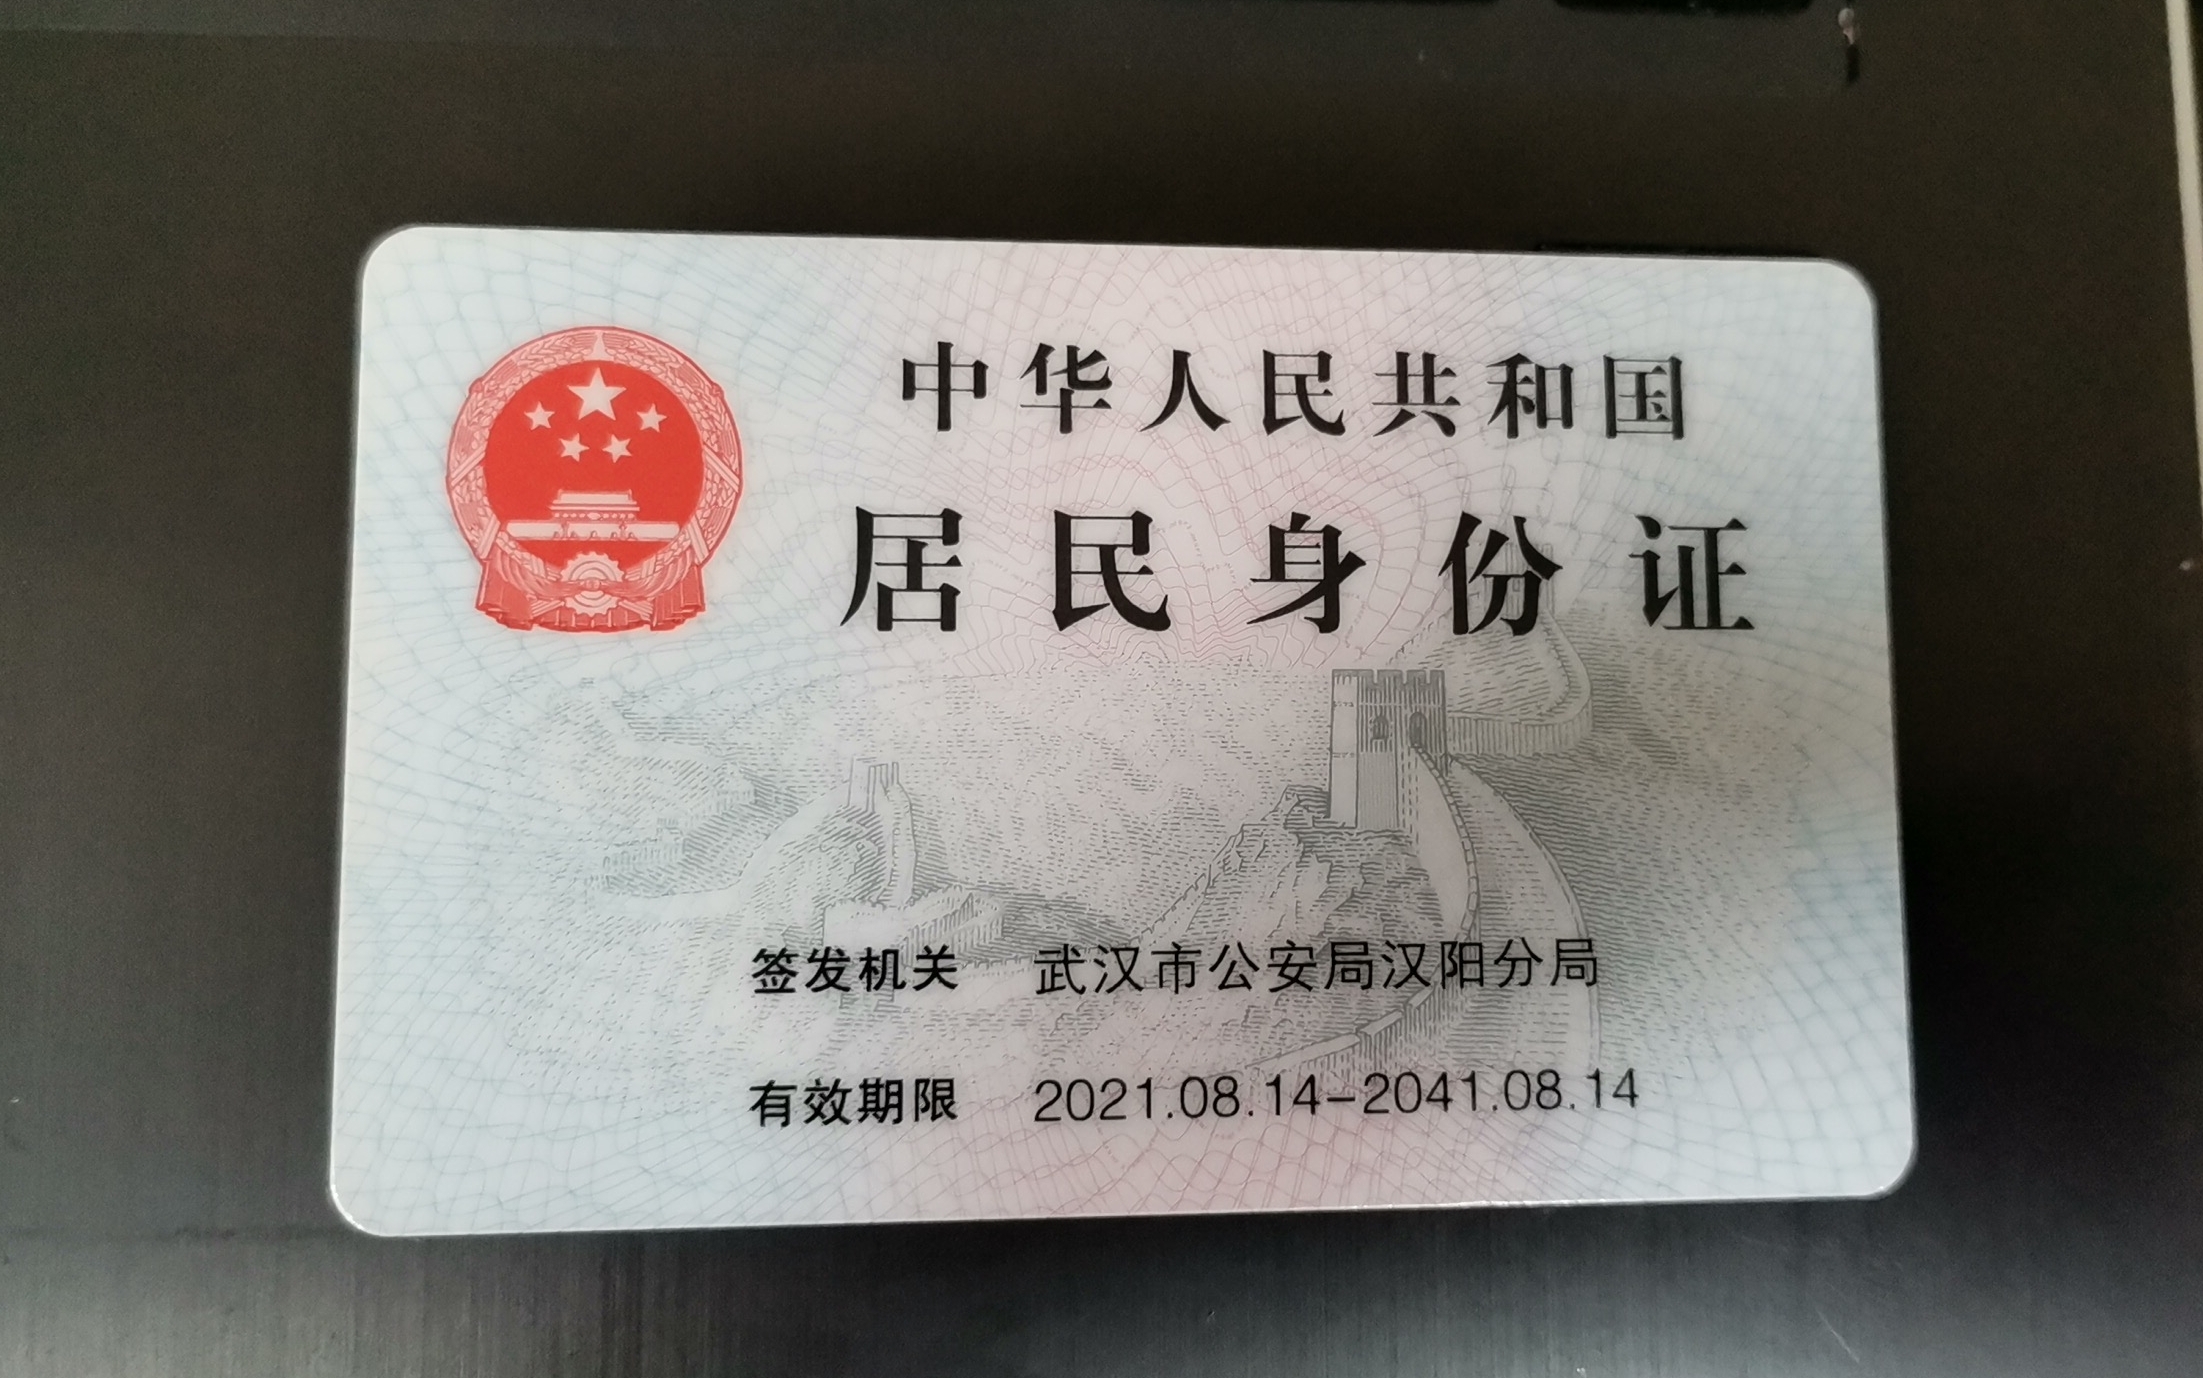 中华人民共和国
居民身份证
签发机关 武汉市公安局汉阳分局
有效期限 2021.08.14-2041.08.14